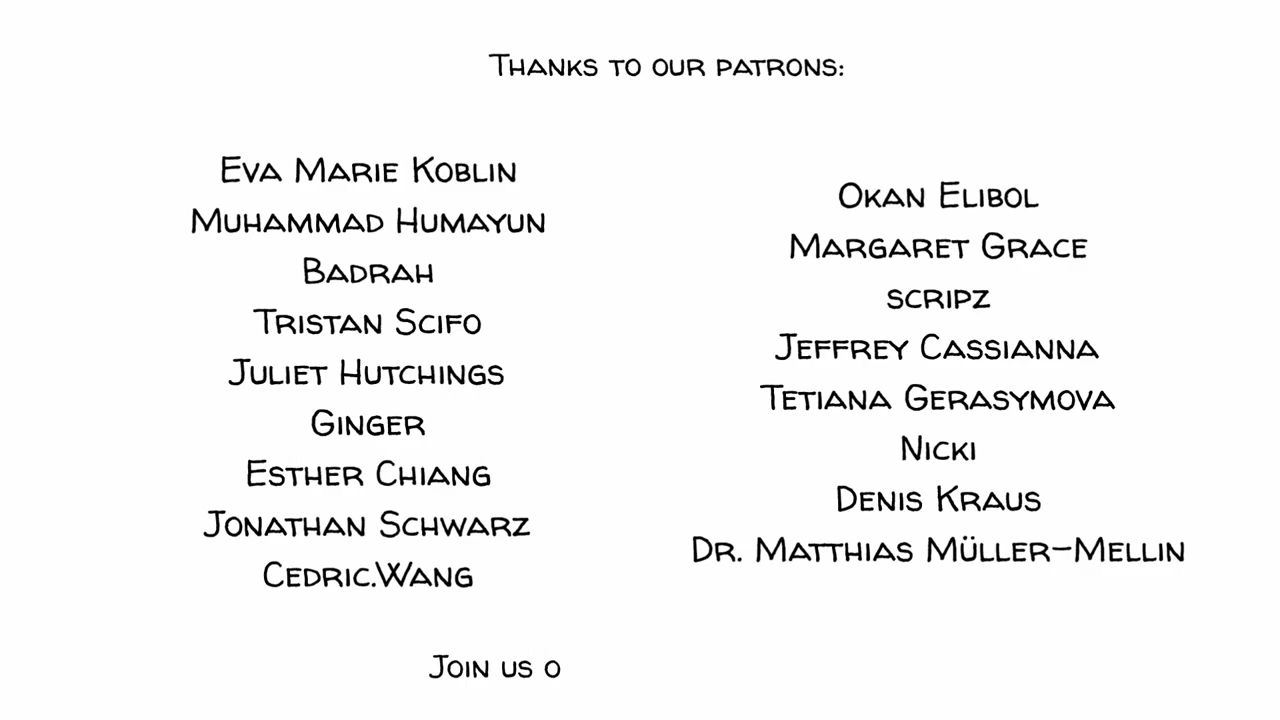 Thanks to our patrons:
Eva Marie Koblin
Muhammad Humayun
Badrah
Tristan Scifo
Juliet Hutchings
Ginger
Esther Chiang
Jonathan Schwarz
Cedric.Wang
Okan Elibol
Margaret Grace
scripz
Jeffrey Cassianna
Tetiana Gerasymova
Nicki
Denis Kraus
Dr. Matthias Müller-Mellin
Join us o